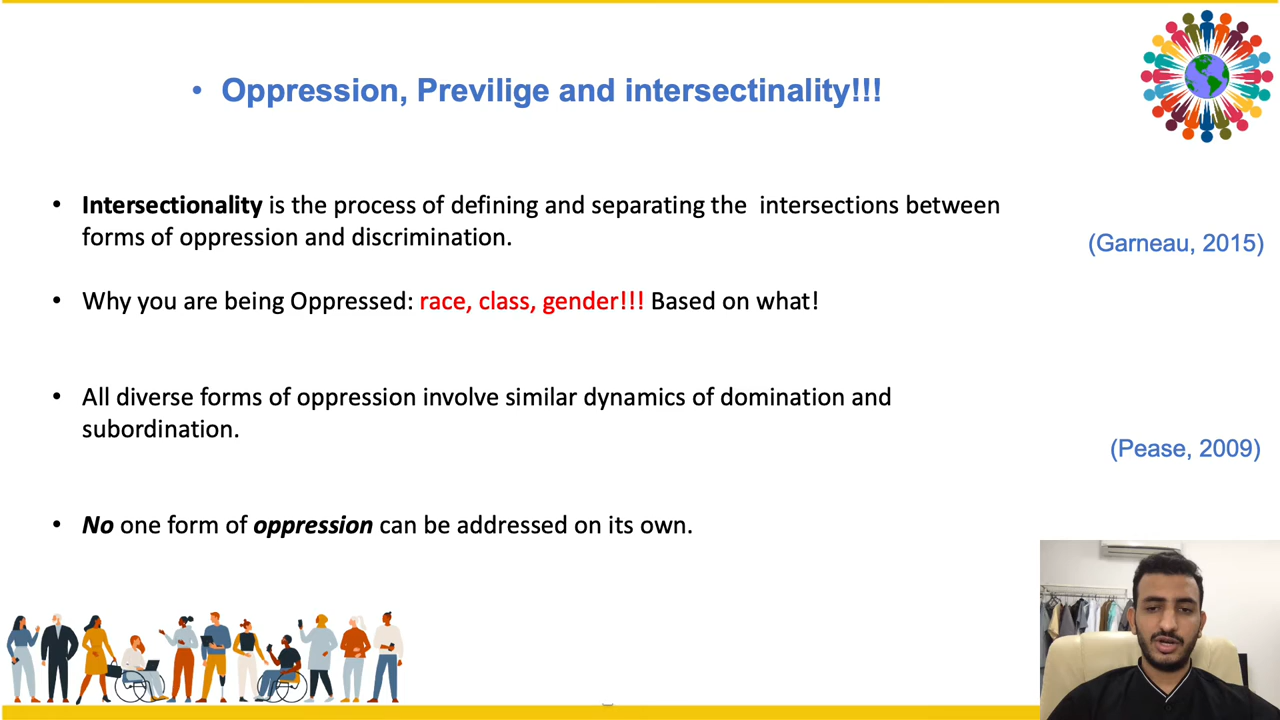 • Oppression, Previlige and intersectinality!!!
• Intersectionality is the process of defining and separating the  intersections between
forms of oppression and discrimination.
(Garneau, 2015)
• Why you are being Oppressed: race, class, gender!!! Based on what!
• All diverse forms of oppression involve similar dynamics of domination and
subordination.
(Pease, 2009)
• No one form of oppression can be addressed on its own.